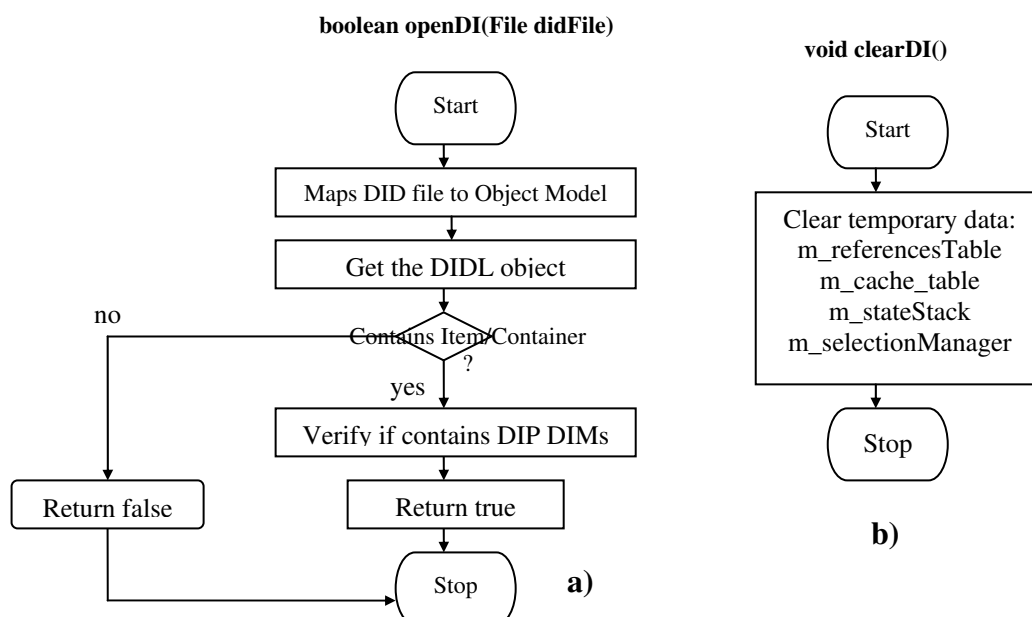 boolean openDI(File didFile)
Start
Maps DID file to Object Model
Get the DIDL object
Contains Item/Container
?
no
yes
Verify if contains DIP DIMs
Return false
Return true
Stop
a)
void clearDI()
Start
Clear temporary data:
m_referencesTable
m_cache_table
m_stateStack
m_selectionManager
Stop
b)